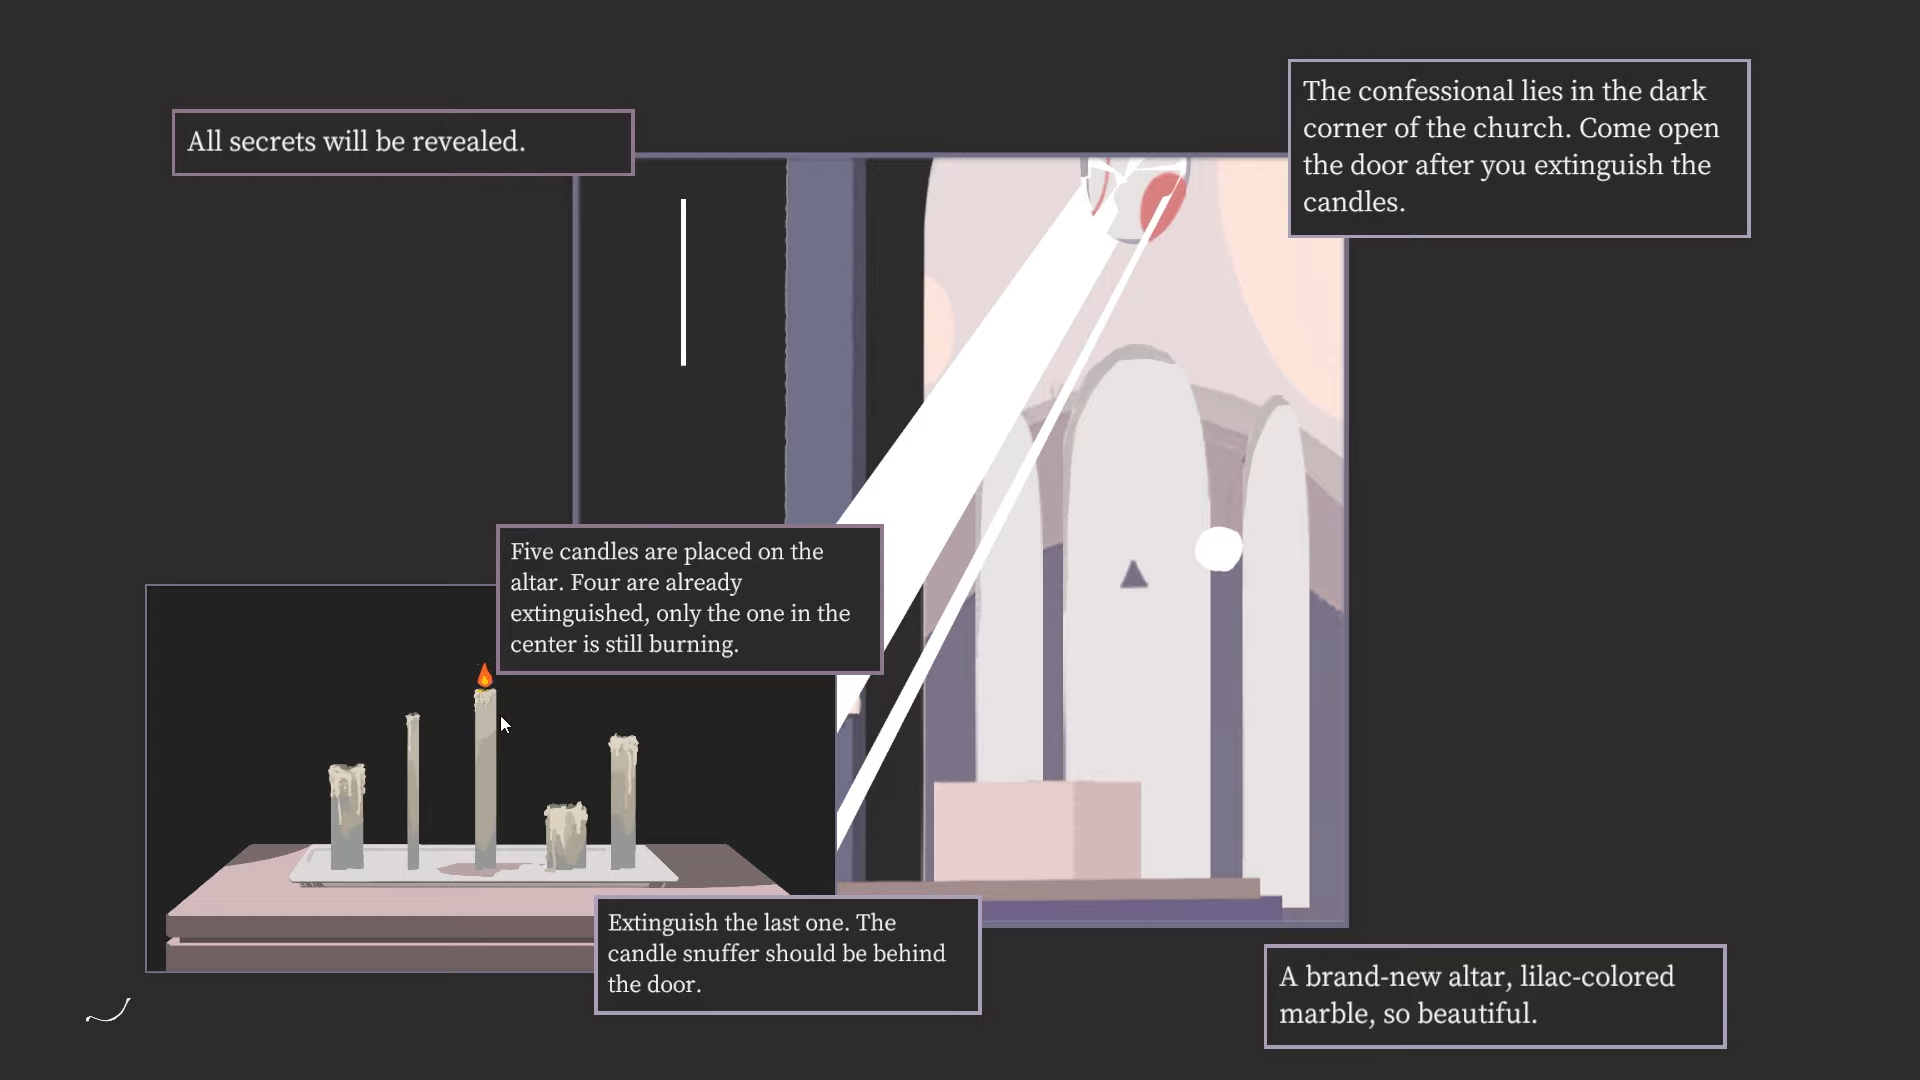 All secrets will be revealed.
The confessional lies in the dark
corner of the church. Come open
the door after you extinguish the
candles.
Five candles are placed on the
altar. Four are already
extinguished, only the one in the
center is still burning.
Extinguish the last one. The
candle snuffer should be behind
the door.
A brand-new altar, lilac-colored
marble, so beautiful.